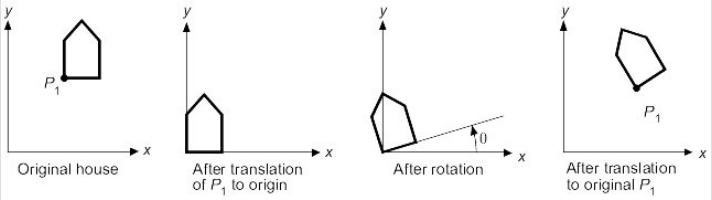 y
P1
x
Original house
y
x
After translation
of P1 to origin
y
θ
x
After rotation
y
P1
x
After translation
to original P1